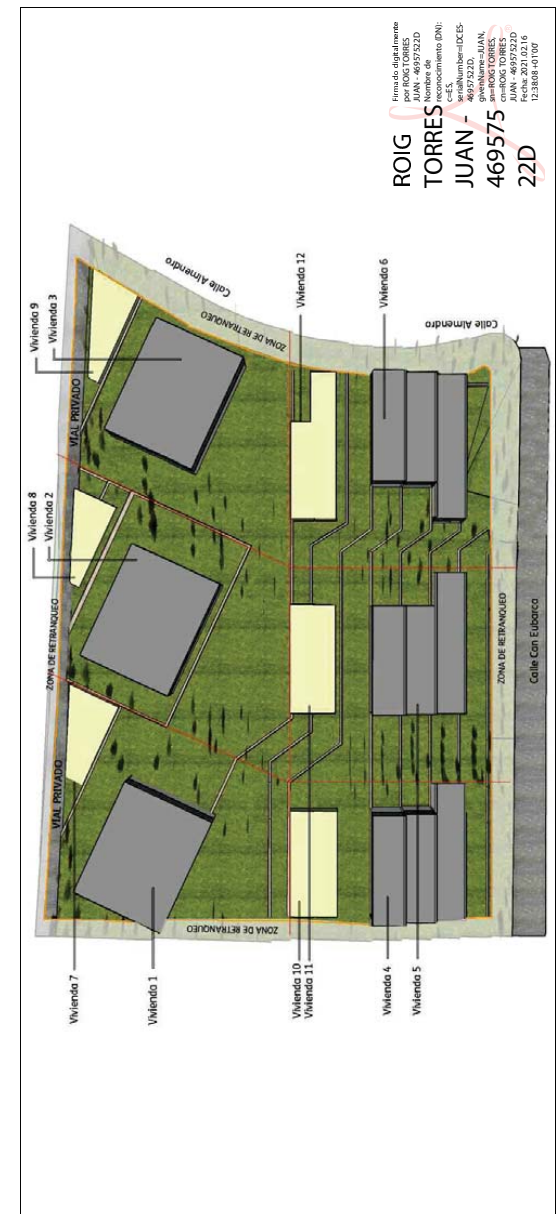 ROIG
TORRES
JUAN -
469575
22D
Firmado digitalmente
por ROIG TORRES
JUAN - 46957522D
Nombre de
reconocimiento (DN):
c=ES,
serialNumber=IDCES-
46957522D,
givenName=JUAN,
sn=ROIG TORRES,
cn=ROIG TORRES
JUAN - 46957522D
Fecha: 2021.02.16
12:38:08 +01'00'
Vivienda 9
Vivienda 3
Vivienda 8
Vivienda 2
Vivienda 12
Vivienda 6
Calle Almendro
ZONA DE RETRANQUEO
Calle Almendro
VIAL PRIVADO
ZONA DE RETRANQUEO
VIAL PRIVADO
ZONA DE RETRANQUEO
Calle Can Eubarca
ZONA DE RETRANQUEO
Vivienda 7
Vivienda 1
Vivienda 10
Vivienda 11
Vivienda 4
Vivienda 5